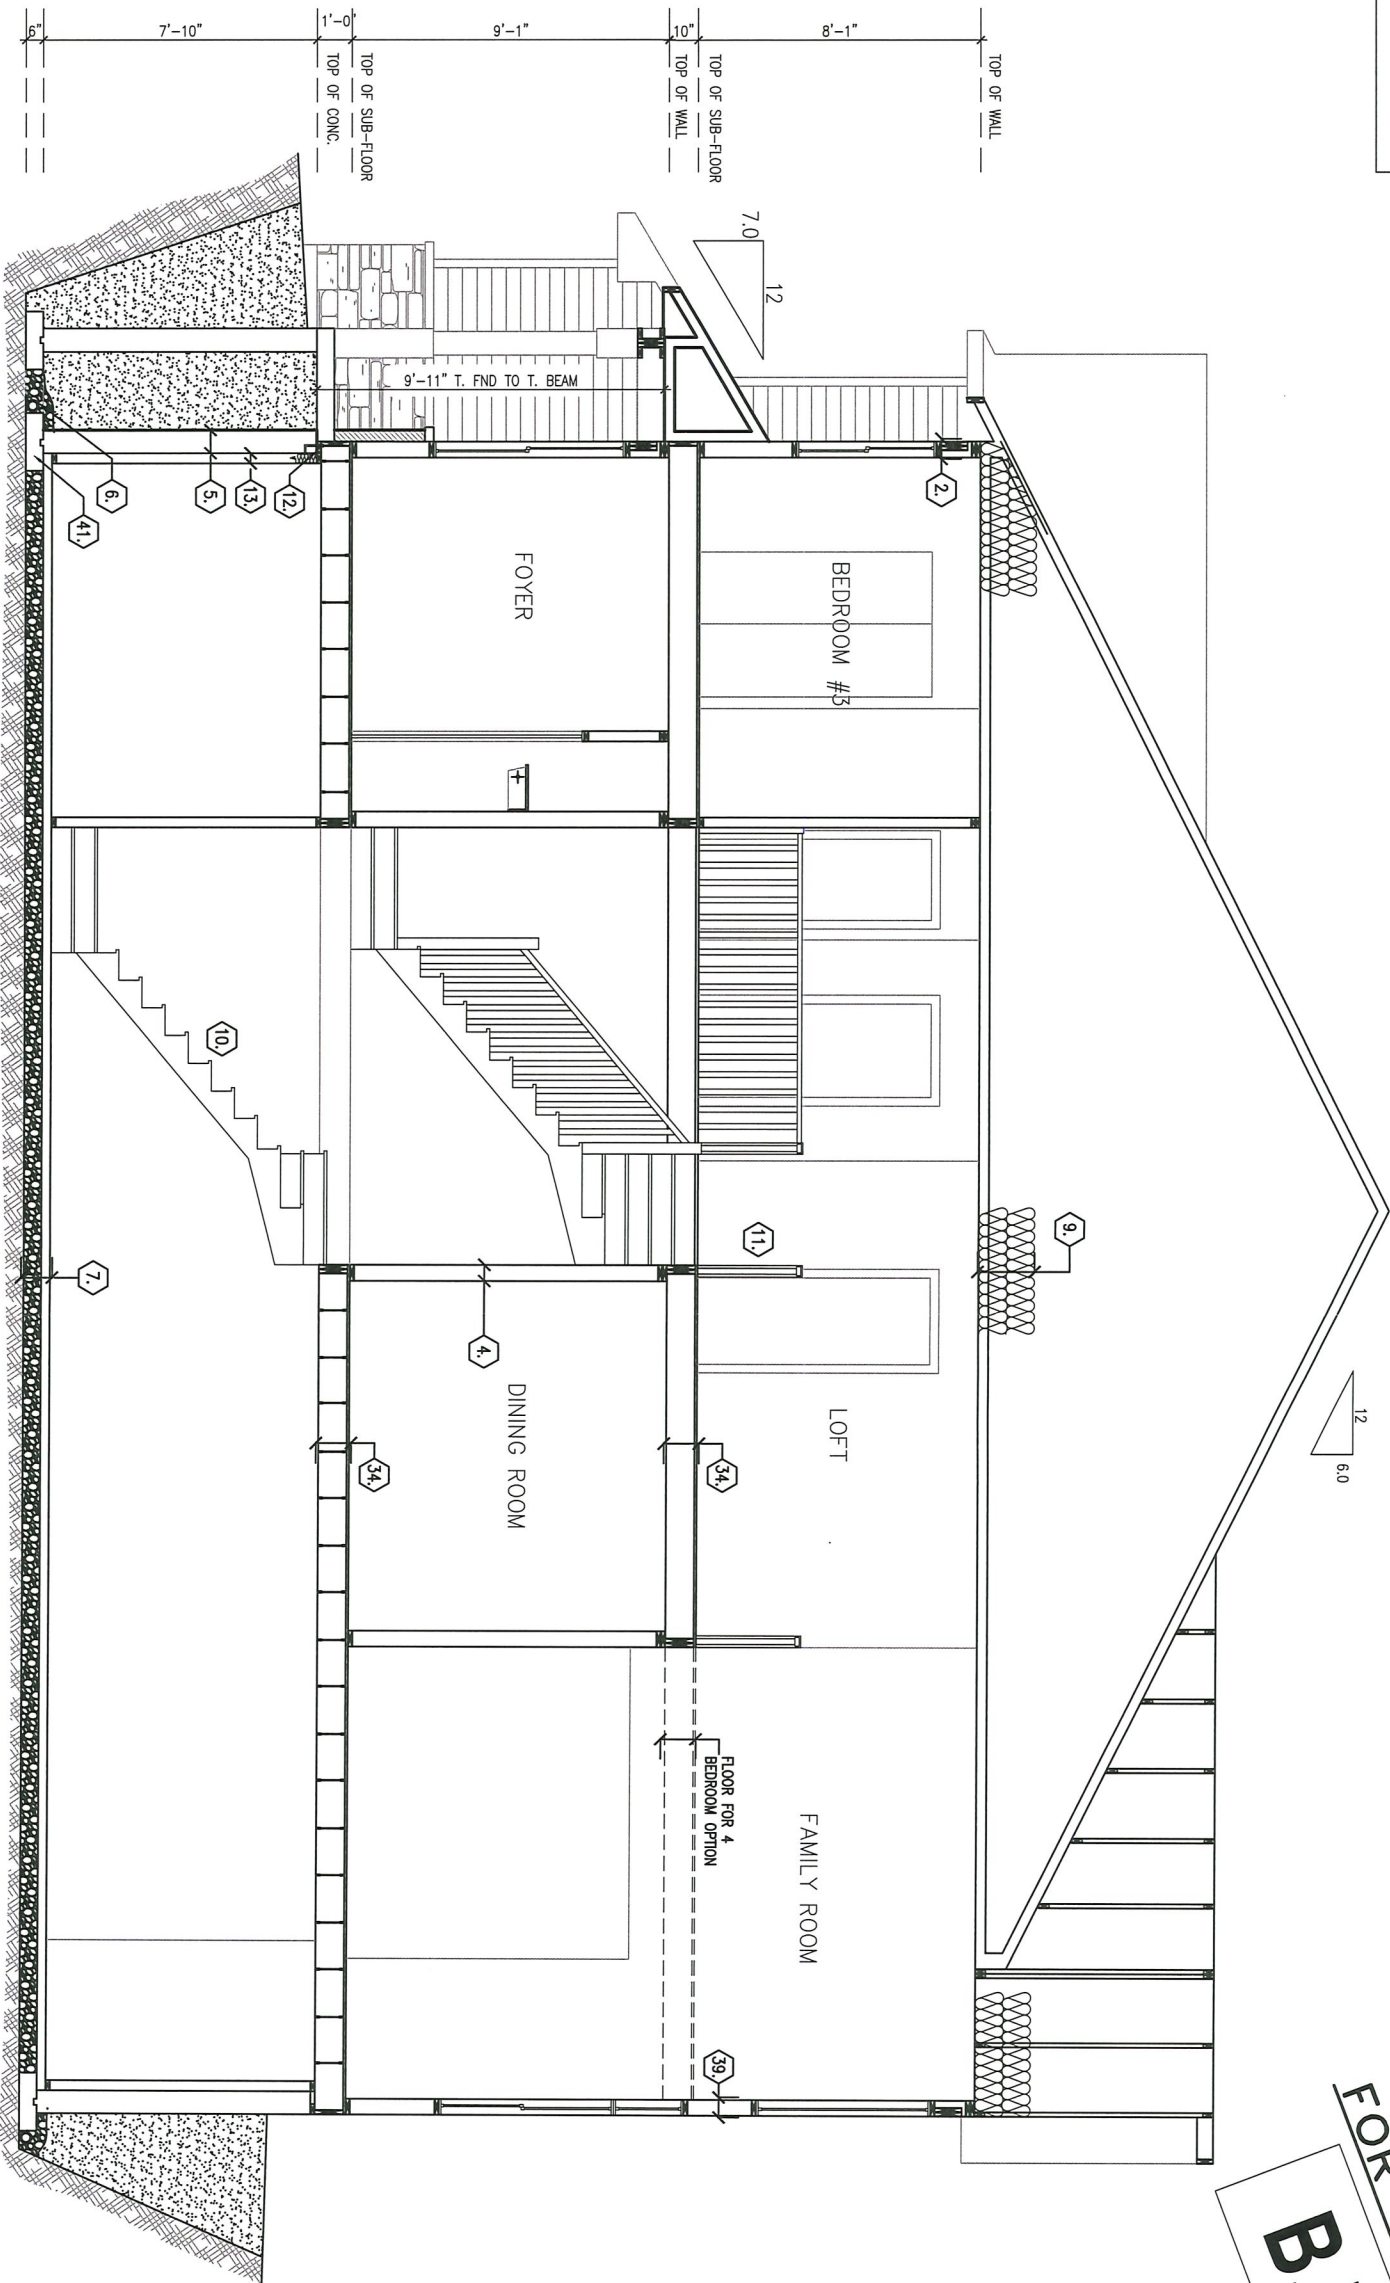 FOR
B
12
6.0
12
7.0
TOP OF WALL
8'-1"
TOP OF SUB-FLOOR
10"
TOP OF WALL
9'-1"
TOP OF SUB-FLOOR
1'-0"
TOP OF CONC.
7'-10"
6"
9'-11" T. FND TO T. BEAM
9.
2.
BEDROOM #3
11.
LOFT
FAMILY ROOM
39.
34.
FLOOR FOR 4
BEDROOM OPTION
FOYER
4.
DINING ROOM
34.
12.
13.
5.
6.
41.
10.
7.